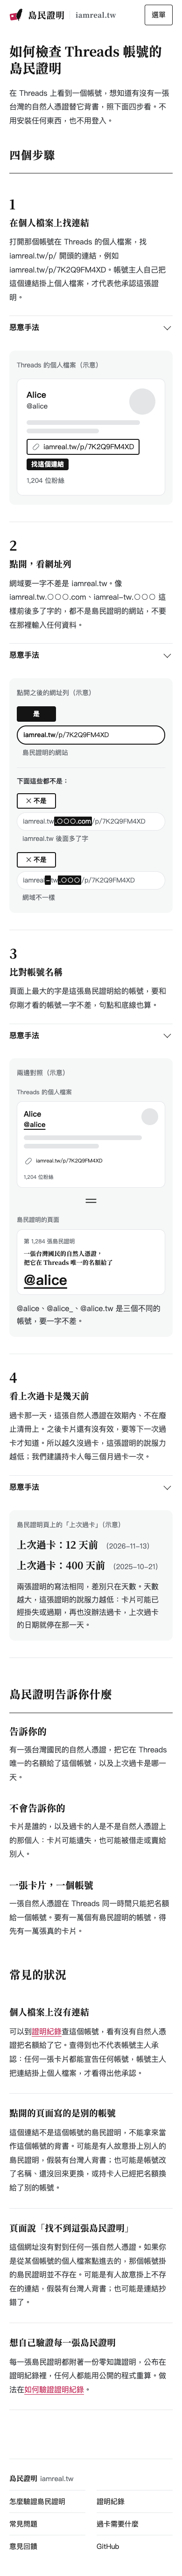 島民證明 iamreal.tw 選單
如何檢查 Threads 帳號的
島民證明
在 Threads 上看到一個帳號，想知道有沒有一張
台灣的自然人憑證替它背書，照下面四步看。不
用安裝任何東西，也不用登入。
四個步驟
1
在個人檔案上找連結
打開那個帳號在 Threads 的個人檔案，找
iamreal.tw/p/ 開頭的連結，例如
iamreal.tw/p/7K2Q9FM4XD。帳號主人自己把
這個連結掛上個人檔案，才代表他承認這張證
明。
惡意手法
Threads 的個人檔案（示意）
Alice
@alice
iamreal.tw/p/7K2Q9FM4XD
找這個連結
1,204 位粉絲
2
點開，看網址列
網域要一字不差是 iamreal.tw。像
iamreal.tw.〇〇〇.com、iamreal-tw.〇〇〇 這
樣前後多了字的，都不是島民證明的網站，不要
在那裡輸入任何資料。
惡意手法
點開之後的網址列（示意）
是
iamreal.tw/p/7K2Q9FM4XD
島民證明的網站
下面這些都不是：
✕ 不是
iamreal.tw.〇〇〇.com/p/7K2Q9FM4XD
iamreal.tw 後面多了字
✕ 不是
iamreal-tw.〇〇〇/p/7K2Q9FM4XD
網域不一樣
3
比對帳號名稱
頁面上最大的字是這張島民證明給的帳號，要和
你剛才看的帳號一字不差，句點和底線也算。
惡意手法
兩邊對照（示意）
Threads 的個人檔案
Alice
@alice
iamreal.tw/p/7K2Q9FM4XD
1,204 位粉絲
=
島民證明的頁面
第 1,284 張島民證明
一張台灣國民的自然人憑證，
把它在 Threads 唯一的名額給了
@alice
@alice、@alice_、@alice.tw 是三個不同的
帳號，要一字不差。
4
看上次過卡是幾天前
過卡那一天，這張自然人憑證在效期內、不在廢
止清冊上。之後卡片還有沒有效，要等下一次過
卡才知道。所以越久沒過卡，這張證明的說服力
越低；我們建議持卡人每三個月過卡一次。
惡意手法
島民證明頁上的「上次過卡」（示意）
上次過卡：12 天前 （2026-11-13）
上次過卡：400 天前 （2025-10-21）
兩張證明的寫法相同，差別只在天數。天數
越大，這張證明的說服力越低：卡片可能已
經掛失或過期，再也沒辦法過卡，上次過卡
的日期就停在那一天。
島民證明告訴你什麼
告訴你的
有一張台灣國民的自然人憑證，把它在 Threads
唯一的名額給了這個帳號，以及上次過卡是哪一
天。
不會告訴你的
卡片是誰的，以及過卡的人是不是自然人憑證上
的那個人：卡片可能遺失，也可能被借走或賣給
別人。
一張卡片，一個帳號
一張自然人憑證在 Threads 同一時間只能把名額
給一個帳號。要有一萬個有島民證明的帳號，得
先有一萬張真的卡片。
常見的狀況
個人檔案上沒有連結
可以到證明紀錄查這個帳號，看有沒有自然人憑
證把名額給了它。查得到也不代表帳號主人承
認：任何一張卡片都能宣告任何帳號，帳號主人
把連結掛上個人檔案，才看得出他承認。
點開的頁面寫的是別的帳號
這個連結不是這個帳號的島民證明，不能拿來當
作這個帳號的背書。可能是有人故意掛上別人的
島民證明，假裝有台灣人背書；也可能是帳號改
了名稱、還沒回來更換，或持卡人已經把名額換
給了別的帳號。
頁面說「找不到這張島民證明」
這個網址沒有對到任何一張自然人憑證。如果你
是從某個帳號的個人檔案點進去的，那個帳號掛
的島民證明並不存在。可能是有人故意掛上不存
在的連結，假裝有台灣人背書；也可能是連結抄
錯了。
想自己驗證每一張島民證明
每一張島民證明都附著一份零知識證明，公布在
證明紀錄裡，任何人都能用公開的程式重算。做
法在如何驗證證明紀錄。
島民證明 iamreal.tw
怎麼驗證島民證明 證明紀錄
常見問題 過卡需要什麼
意見回饋 GitHub